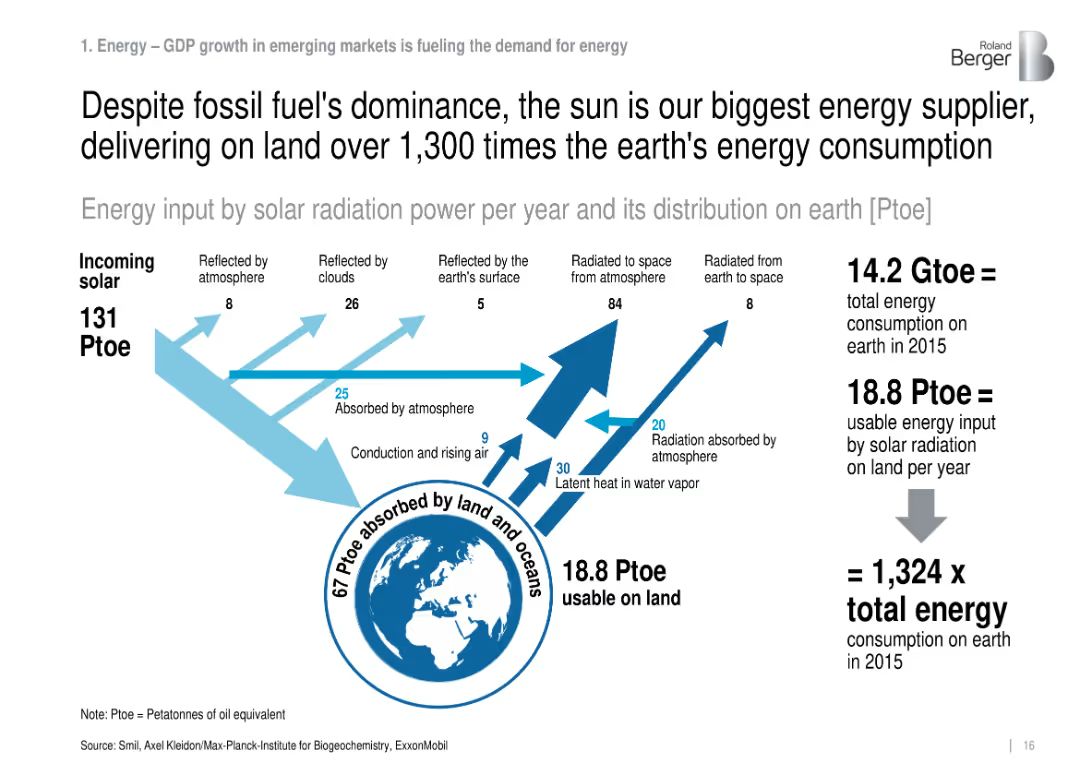 1. Energy – GDP growth in emerging markets is fueling the demand for energy
Roland
Berger
B
Despite fossil fuel's dominance, the sun is our biggest energy supplier,
delivering on land over 1,300 times the earth's energy consumption
Energy input by solar radiation power per year and its distribution on earth [Ptoe]
Incoming
solar
131
Ptoe
Reflected by
atmosphere
8
Reflected by
clouds
26
Reflected by the
earth's surface
5
Radiated to space
from atmosphere
84
Radiated from
earth to space
8
25
Absorbed by atmosphere
9
Conduction and rising air
30
Latent heat in water vapor
20
Radiation absorbed by
atmosphere
67 Ptoe absorbed by land and oceans
18.8 Ptoe
usable on land
14.2 Gtoe =
total energy
consumption on
earth in 2015
18.8 Ptoe =
usable energy input
by solar radiation
on land per year
= 1,324 x
total energy
consumption on earth
in 2015
Note: Ptoe = Petatonnes of oil equivalent
Source: Smil, Axel Kleidon/Max-Planck-Institute for Biogeochemistry, ExxonMobil
| 16